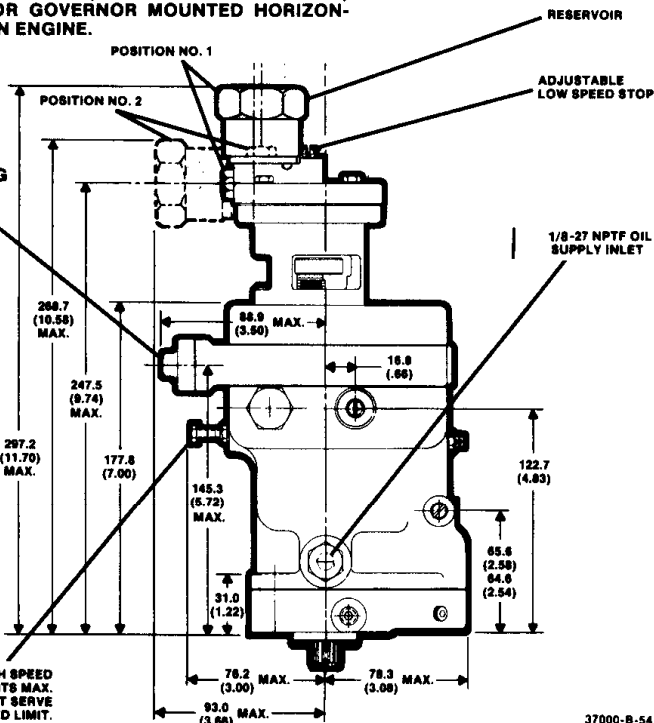 OR GOVERNOR MOUNTED HORIZON-
N ENGINE.
RESERVOIR
POSITION NO. 1
ADJUSTABLE
LOW SPEED STOP
POSITION NO. 2
G
1/8-27 NPTF OIL
SUPPLY INLET
268.7
(10.58)
MAX.
88.9
(3.50) MAX.
16.8
(.66)
247.5
(9.74)
MAX.
297.2
(11.70)
MAX.
177.8
(7.00)
145.3
(5.72)
MAX.
122.7
(4.83)
65.6
(2.58)
64.6
(2.54)
31.0
(1.22)
H SPEED
ITS MAX.
T SERVE
D LIMIT.
76.2
(3.00) MAX.
78.3
(3.08) MAX.
93.0
(3.66) MAX.
37000-B-54